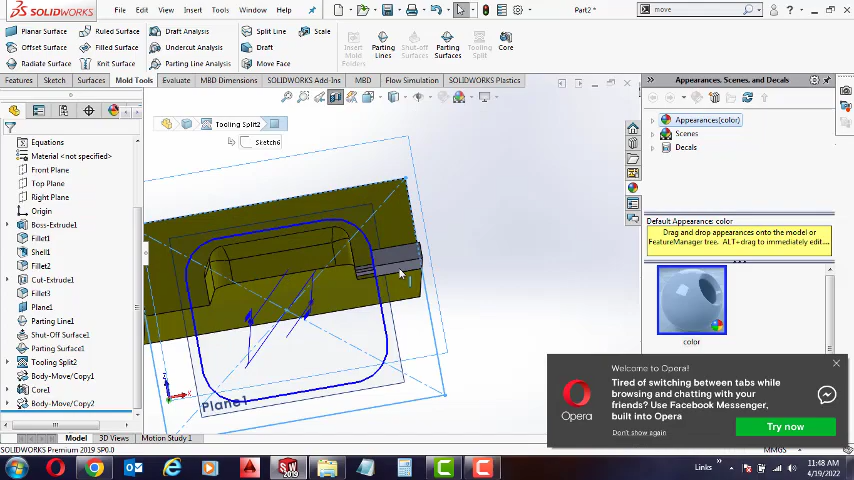 SOLIDWORKS
File Edit View Insert Tools Window Help
Part2 *
move
Planar Surface
Ruled Surface
Draft Analysis
Split Line
Scale
Offset Surface
Filled Surface
Undercut Analysis
Draft
Radiate Surface
Knit Surface
Parting Line Analysis
Move Face
Insert Mold Folders
Parting Lines
Shut-off Surfaces
Parting Surfaces
Tooling Split
Core
Features Sketch Surfaces Mold Tools Evaluate MBD Dimensions SOLIDWORKS Add-Ins MBD Flow Simulation SOLIDWORKS Plastics
Tooling Split2
Sketch6
Equations
Material <not specified>
Front Plane
Top Plane
Right Plane
Origin
Boss-Extrude1
Fillet1
Shell1
Fillet2
Cut-Extrude1
Fillet3
Plane1
Parting Line1
Shut-Off Surface1
Parting Surface1
Tooling Split2
Body-Move/Copy1
Core1
Body-Move/Copy2
Z
X
Plane1
Model 3D Views Motion Study 1
SOLIDWORKS Premium 2019 SP0.0
Appearances, Scenes, and Decals
Appearances(color)
Scenes
Decals
Default Appearance: color
Drag and drop appearances onto the model or
FeatureManager tree. ALT+drag to immediately edit...
color
Welcome to Opera!
Tired of switching between tabs while
browsing and chatting with your
friends? Use Facebook Messenger,
built into Opera
Opera
Don't show again
Try now
MMGS
SW
2019
Links
11:48 AM
4/19/2022